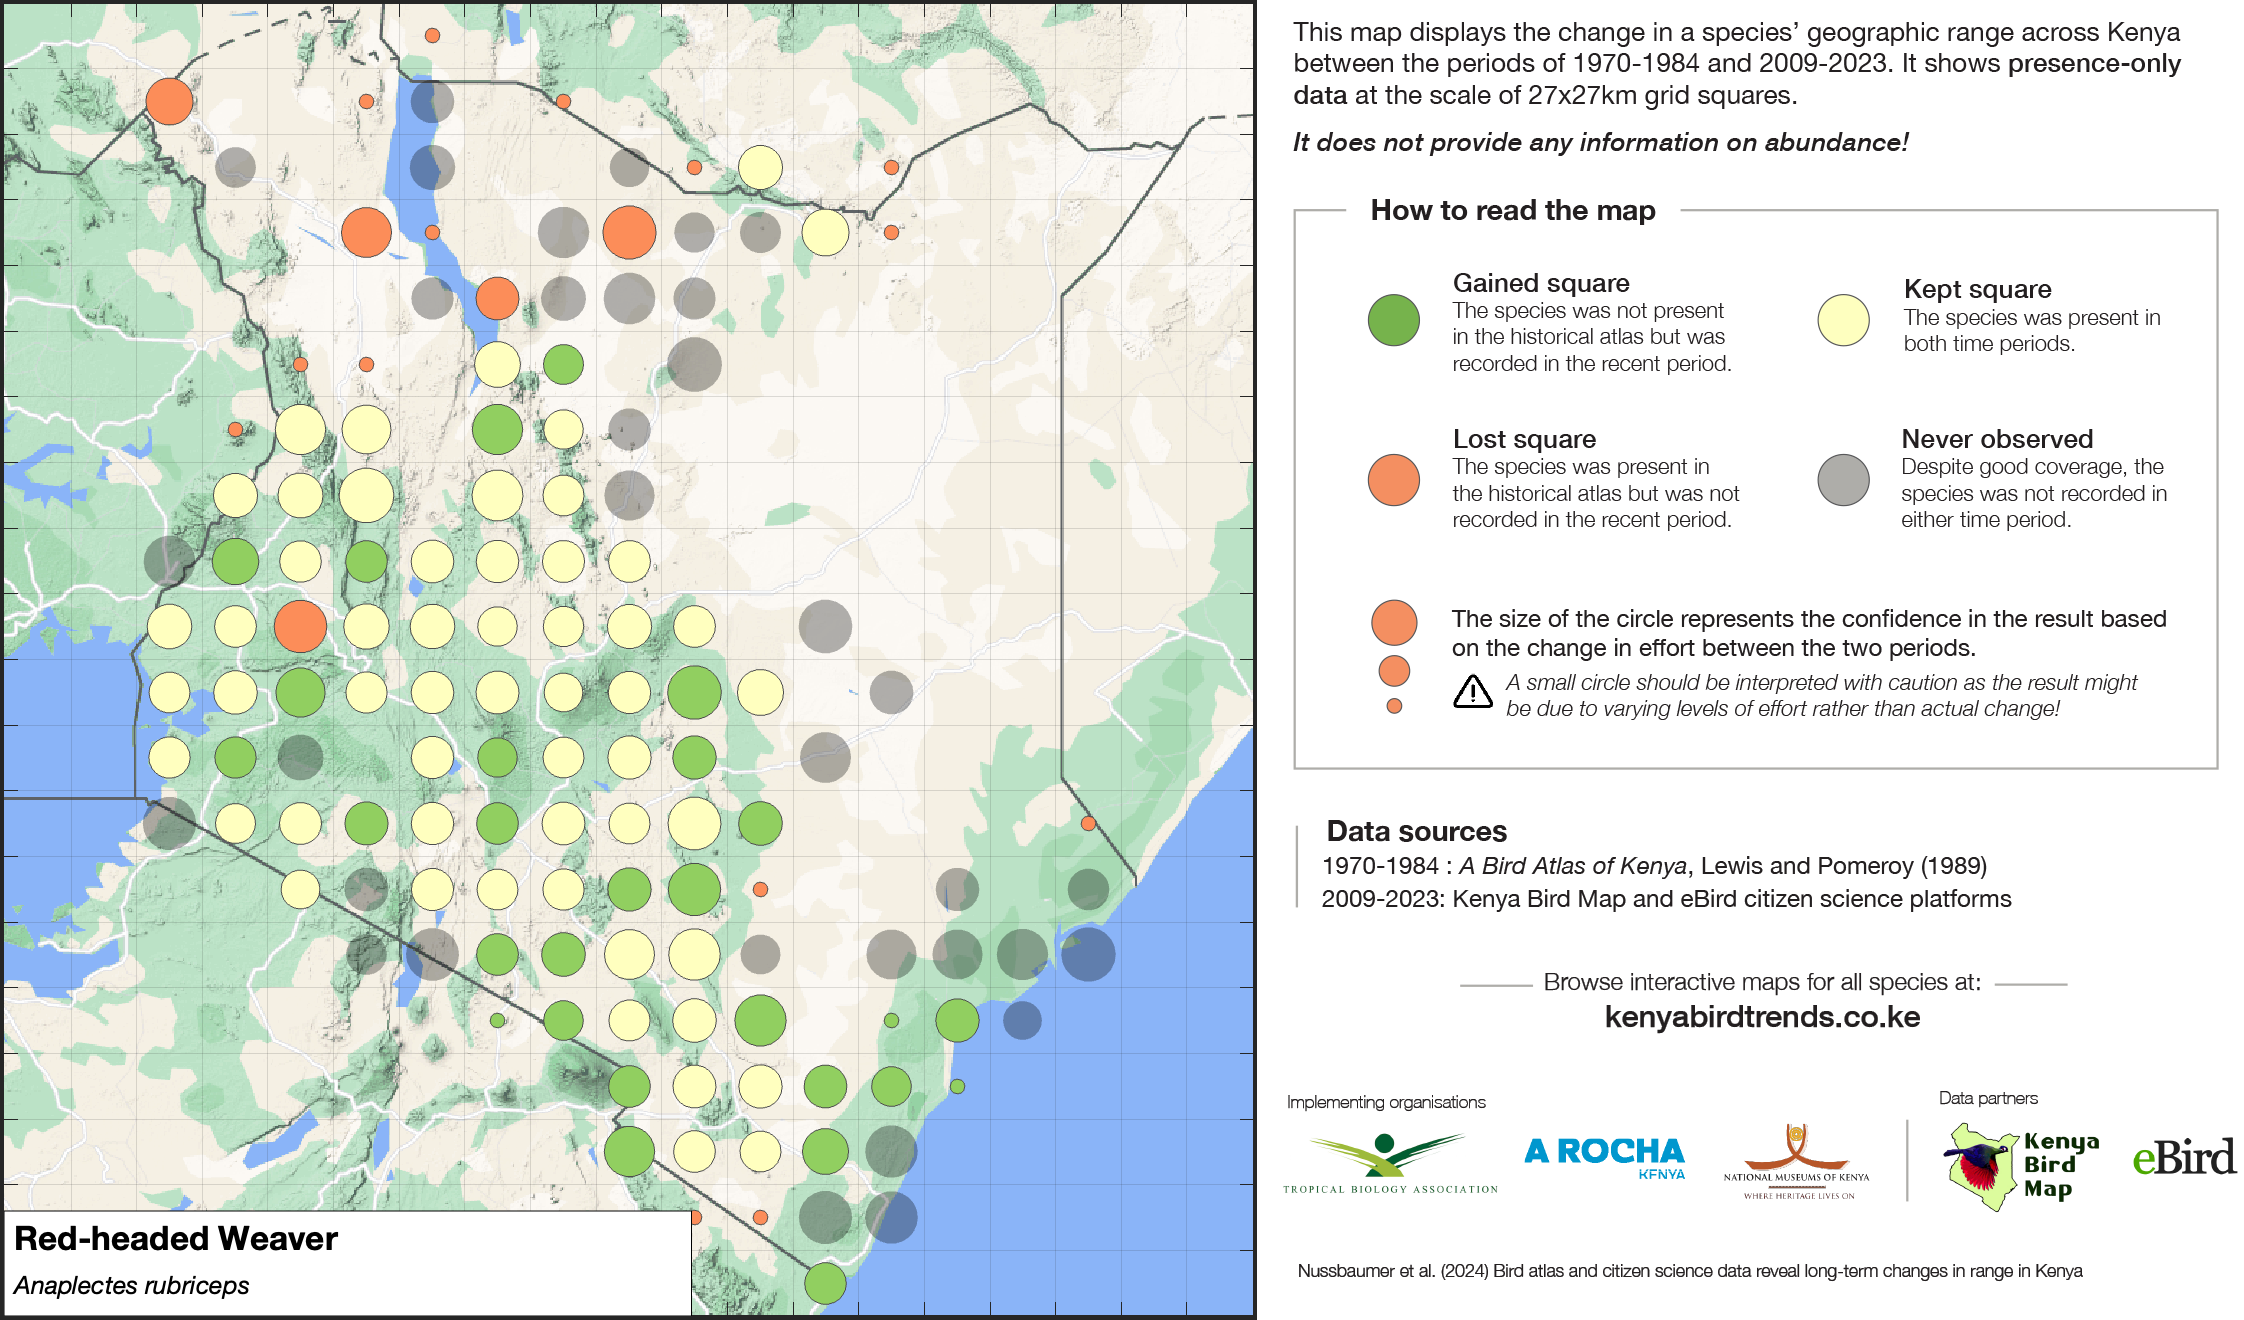 This map displays the change in a species’ geographic range across Kenya
between the periods of 1970-1984 and 2009-2023. It shows presence-only
data at the scale of 27x27km grid squares.
It does not provide any information on abundance!
How to read the map
Gained square
The species was not present
in the historical atlas but was
recorded in the recent period.
Kept square
The species was present in
both time periods.
Lost square
The species was present in
the historical atlas but was not
recorded in the recent period.
Never observed
Despite good coverage, the
species was not recorded in
either time period.
The size of the circle represents the confidence in the result based
on the change in effort between the two periods.
A small circle should be interpreted with caution as the result might
be due to varying levels of effort rather than actual change!
Data sources
1970-1984 : A Bird Atlas of Kenya, Lewis and Pomeroy (1989)
2009-2023: Kenya Bird Map and eBird citizen science platforms
Browse interactive maps for all species at:
kenyabirdtrends.co.ke
Implementing organisations
Data partners
TROPICAL BIOLOGY ASSOCIATION
A ROCHA
KENYA
NATIONAL MUSEUMS OF KENYA
WHERE HERITAGE LIVES ON
Kenya
Bird
Map
eBird
Nussbaumer et al. (2024) Bird atlas and citizen science data reveal long-term changes in range in Kenya
Red-headed Weaver
Anaplectes rubriceps